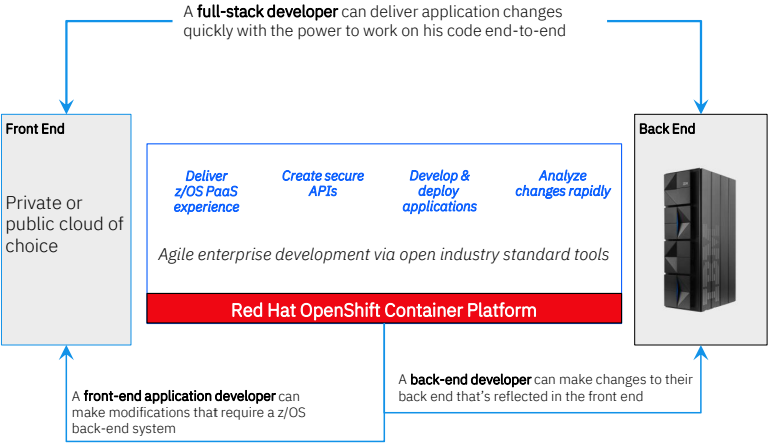 A full-stack developer can deliver application changes
quickly with the power to work on his code end-to-end
Front End
Private or
public cloud of
choice
Deliver
z/OS PaaS
experience
Create secure
APIs
Develop &
deploy
applications
Analyze
changes rapidly
Agile enterprise development via open industry standard tools
Red Hat OpenShift Container Platform
Back End
A front-end application developer can
make modifications that require a z/OS
back-end system
A back-end developer can make changes to their
back end that's reflected in the front end